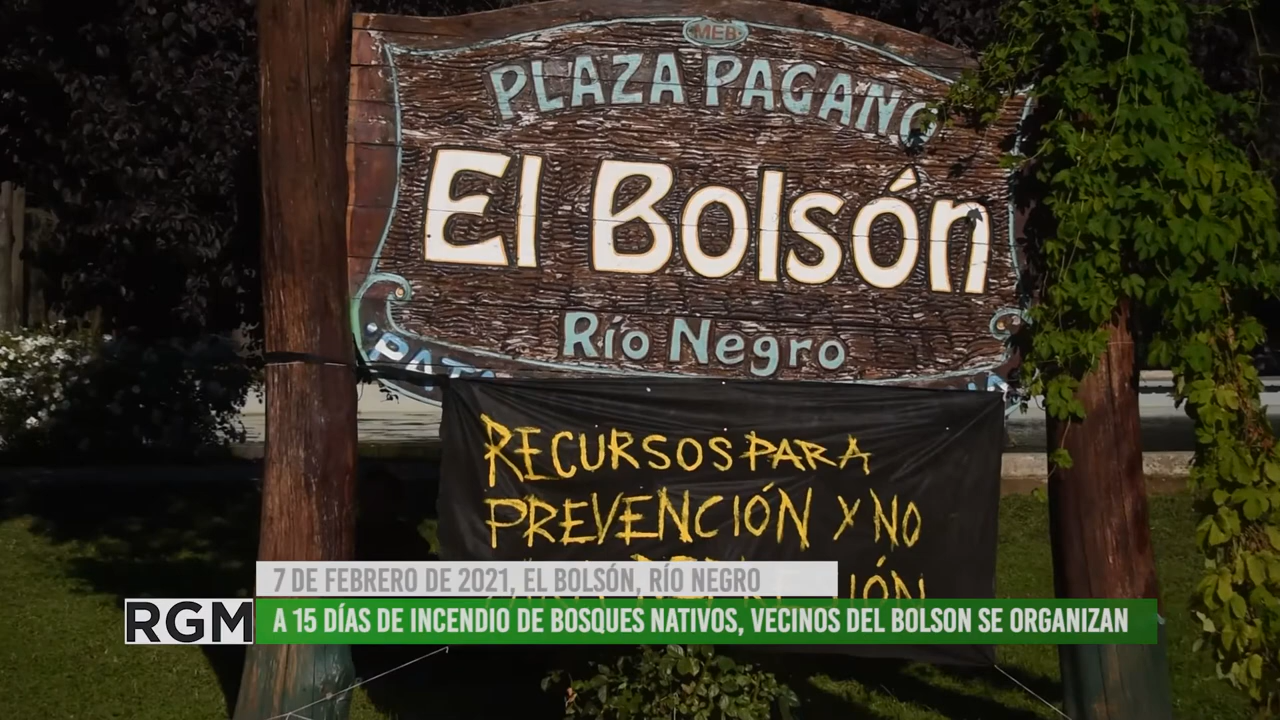 MEB
PLAZA PAGANO
El Bolsón
Río Negro
RECURSOS PARA
PREVENCIÓN Y NO
7 DE FEBRERO DE 2021, EL BOLSÓN, RÍO NEGRO
RGM
A 15 DÍAS DE INCENDIO DE BOSQUES NATIVOS, VECINOS DEL BOLSON SE ORGANIZAN